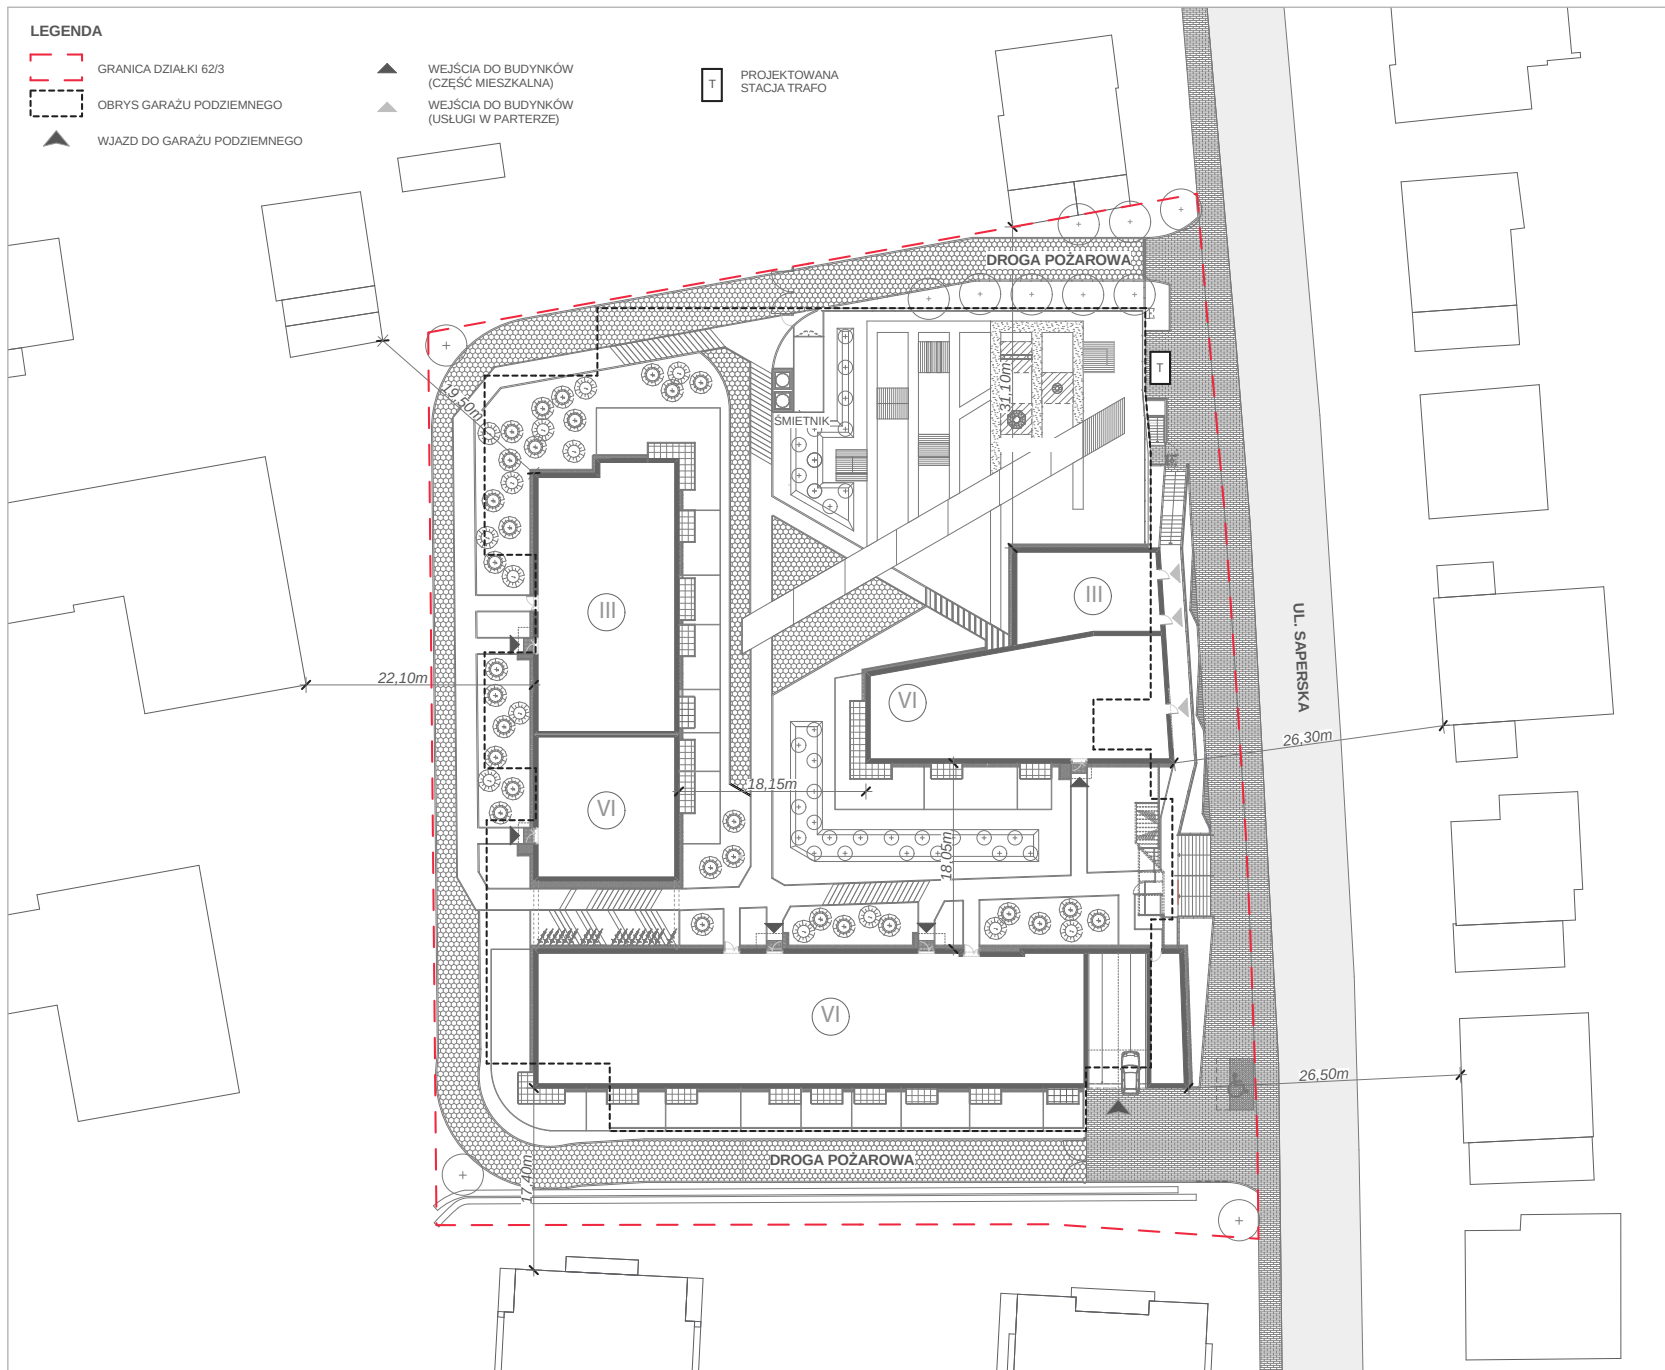 LEGENDA
GRANICA DZIAŁKI 62/3
OBRYS GARAŻU PODZIEMNEGO
WJAZD DO GARAŻU PODZIEMNEGO
WEJŚCIA DO BUDYNKÓW
(CZĘŚĆ MIESZKALNA)
WEJŚCIA DO BUDYNKÓW
(USŁUGI W PARTERZE)
T
PROJEKTOWANA
STACJA TRAFO
DROGA POŻAROWA
E
T
31,10m
19,50m
ŚMIETNIK
III
III
UL. SAPERSKA
22,10m
VI
26,30m
18,15m
VI
18,05m
VI
26,50m
DROGA POŻAROWA
17,40m